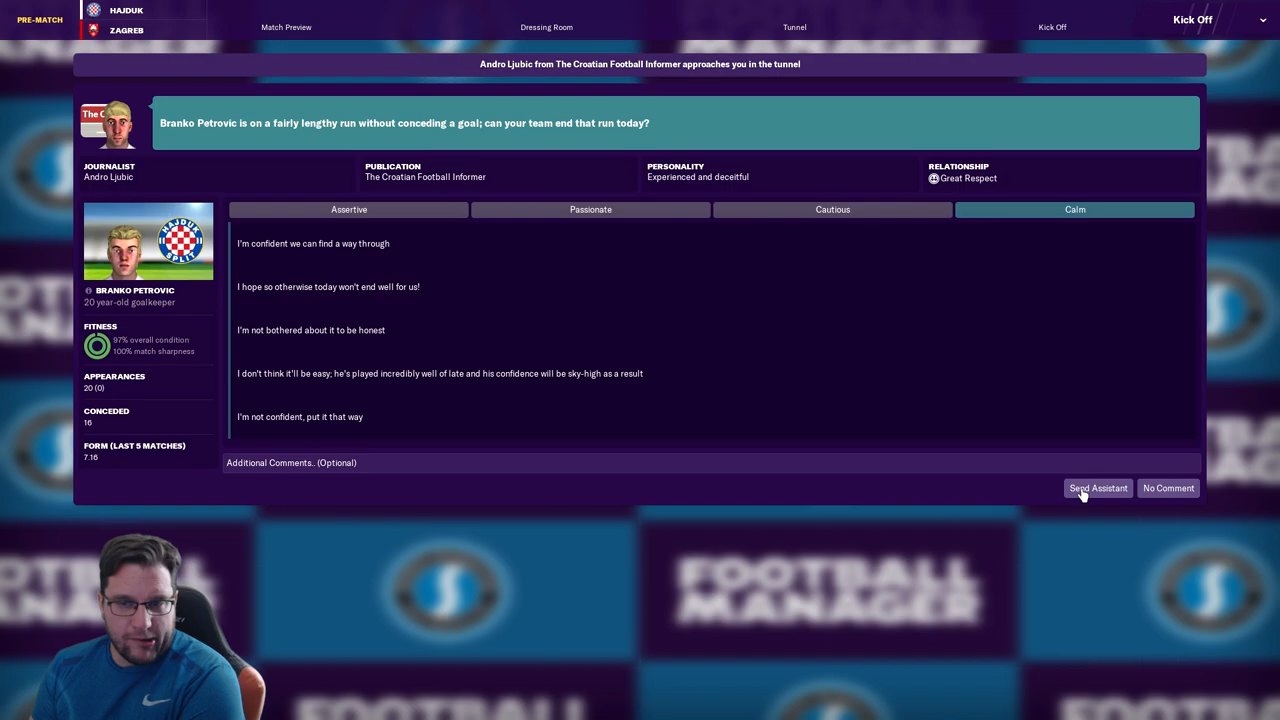 PRE-MATCH
HAJDUK
ZAGREB
Match Preview
Dressing Room
Tunnel
Kick Off
Kick Off
Andro Ljubic from The Croatian Football Informer approaches you in the tunnel
The C
Branko Petrovic is on a fairly lengthy run without conceding a goal; can your team end that run today?
JOURNALIST
Andro Ljubic
PUBLICATION
The Croatian Football Informer
PERSONALITY
Experienced and deceitful
RELATIONSHIP
Great Respect
HAJDUK
SPLIT
BRANKO PETROVIC
20 year-old goalkeeper
FITNESS
97% overall condition
100% match sharpness
APPEARANCES
20 (0)
CONCEDED
16
FORM (LAST 5 MATCHES)
7.16
Assertive
Passionate
Cautious
Calm
I'm confident we can find a way through
I hope so otherwise today won't end well for us!
I'm not bothered about it to be honest
I don't think it'll be easy; he's played incredibly well of late and his confidence will be sky-high as a result
I'm not confident, put it that way
Additional Comments.. (Optional)
Send Assistant
No Comment
FOOTBALL
MANAGER